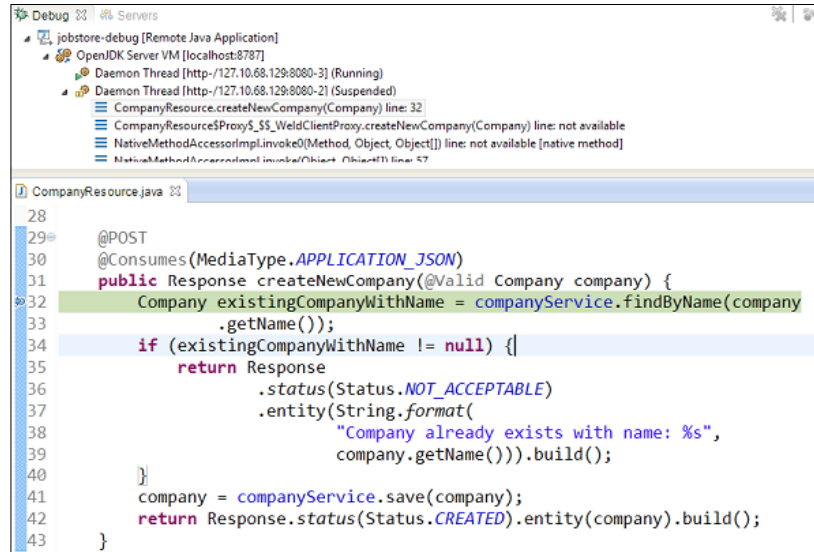 Debug Servers
jobstore-debug [Remote Java Application]
OpenJDK Server VM [localhost:8787]
Daemon Thread [http-/127.10.68.129:8080-3] (Running)
Daemon Thread [http-/127.10.68.129:8080-2] (Suspended)
CompanyResource.createNewCompany(Company) line: 32
CompanyResource$Proxy$_$$_WeldClientProxy.createNewCompany(Company) line: not available
NativeMethodAccessorImpl.invoke0(Method, Object, Object[]) line: not available [native method]
NativeMethodAccessorImpl.invoke(Object, Object[]) line: 57
CompanyResource.java
28
29 @POST
30 @Consumes(MediaType.APPLICATION_JSON)
31 public Response createNewCompany(@Valid Company company) {
32 Company existingCompanyWithName = companyService.findByName(company
33 .getName());
34 if (existingCompanyWithName != null) {
35 return Response
36 .status(Status.NOT_ACCEPTABLE)
37 .entity(String.format(
38 "Company already exists with name: %s",
39 company.getName())).build();
40 }
41 company = companyService.save(company);
42 return Response.status(Status.CREATED).entity(company).build();
43 }